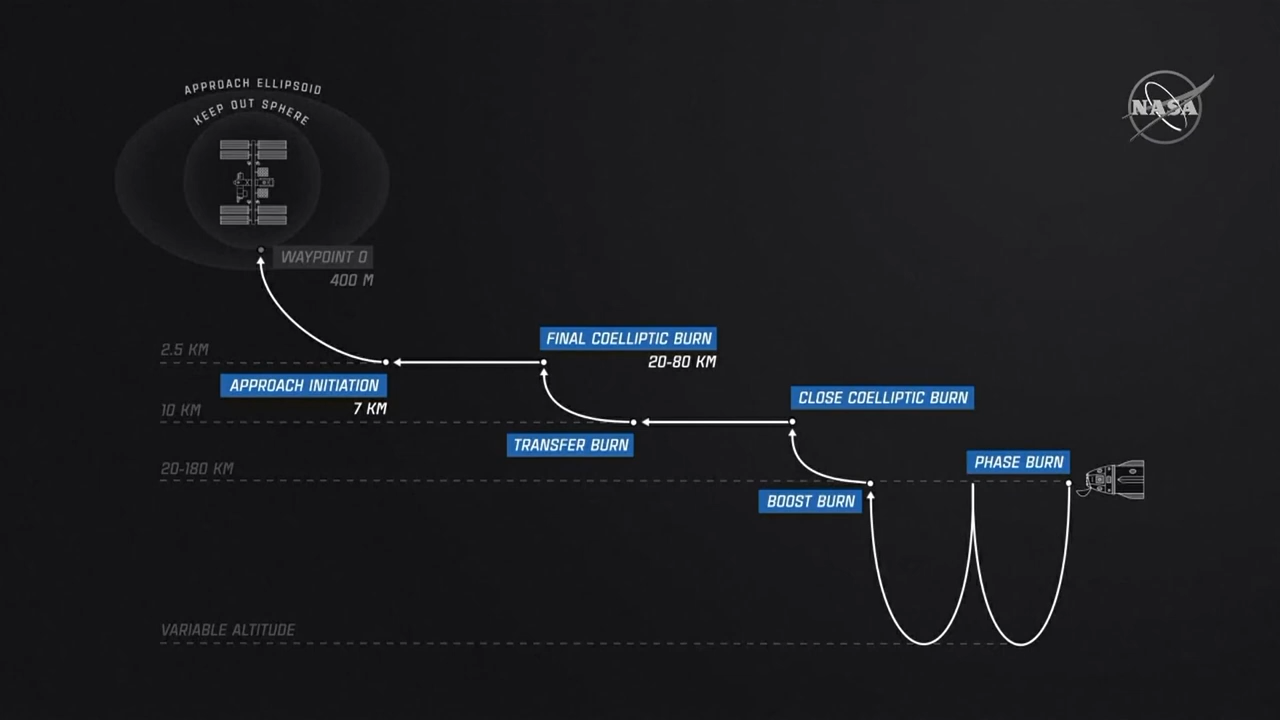 APPROACH ELLIPSOID
KEEP OUT SPHERE
NASA
WAYPOINT 0
400 M
FINAL COELLIPTIC BURN
20-80 KM
2.5 KM
APPROACH INITIATION
7 KM
CLOSE COELLIPTIC BURN
10 KM
TRANSFER BURN
PHASE BURN
20-180 KM
BOOST BURN
VARIABLE ALTITUDE